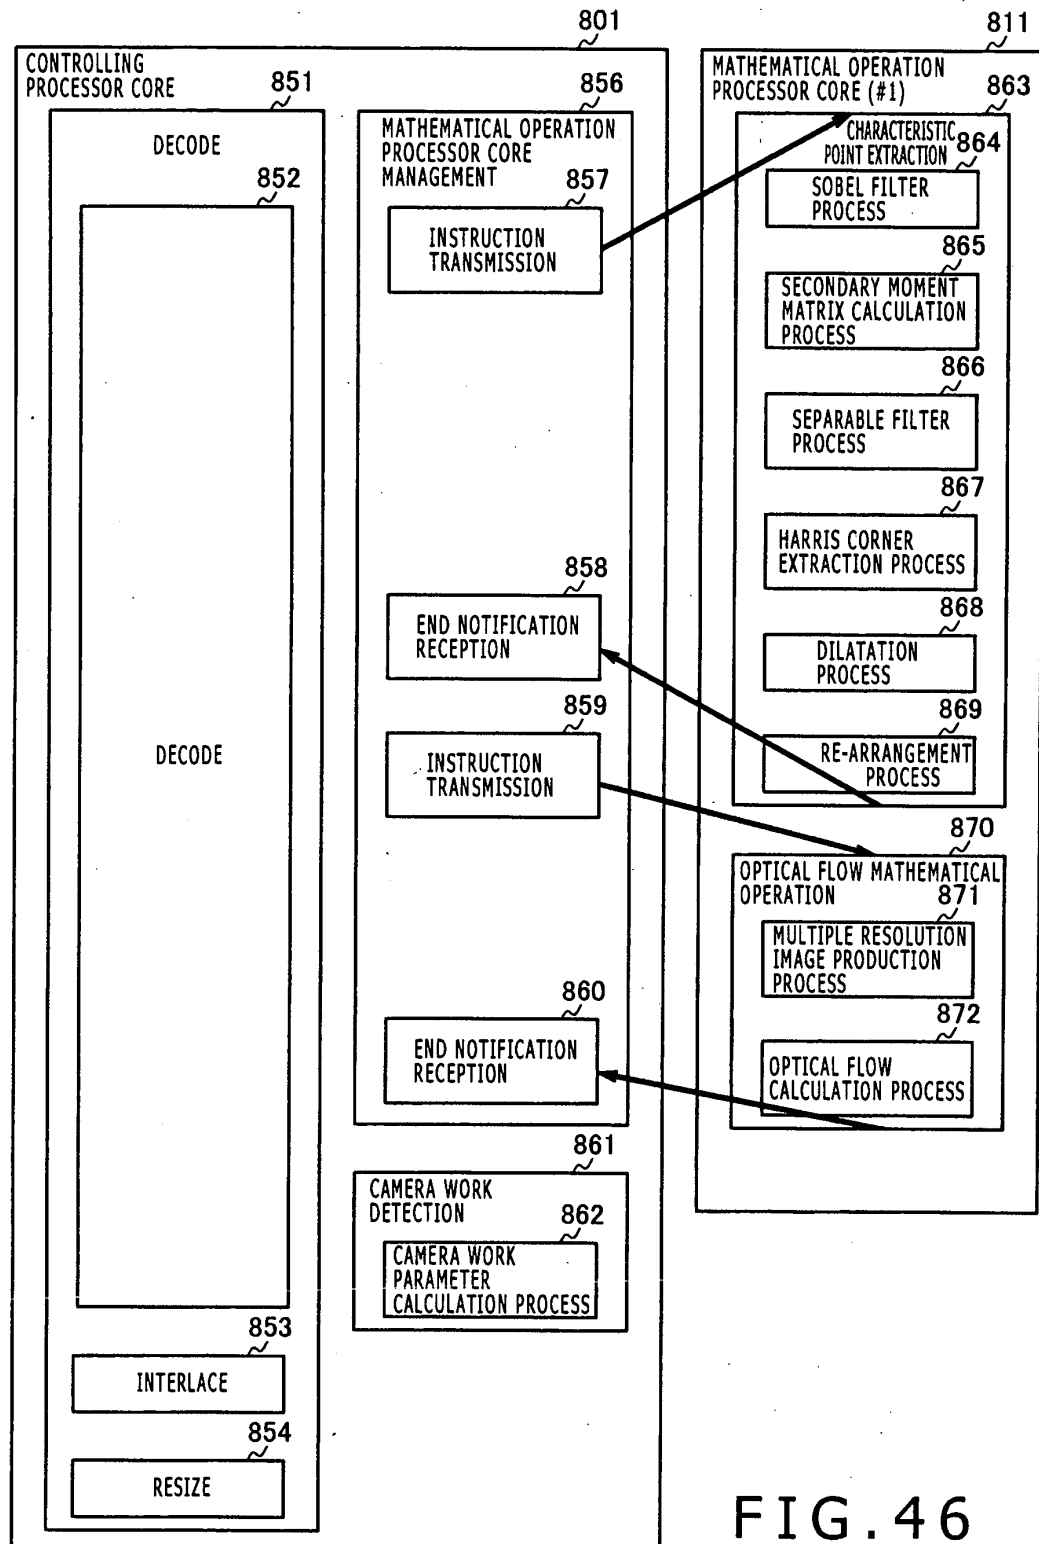 801
CONTROLLING
PROCESSOR CORE
851
DECODE
852
DECODE
853
INTERLACE
854
RESIZE
856
MATHEMATICAL OPERATION
PROCESSOR CORE
MANAGEMENT
857
INSTRUCTION
TRANSMISSION
858
END NOTIFICATION
RECEPTION
859
INSTRUCTION
TRANSMISSION
860
END NOTIFICATION
RECEPTION
861
CAMERA WORK
DETECTION
862
CAMERA WORK
PARAMETER
CALCULATION PROCESS
811
MATHEMATICAL OPERATION
PROCESSOR CORE (#1)
863
CHARACTERISTIC
POINT EXTRACTION
864
SOBEL FILTER
PROCESS
865
SECONDARY MOMENT
MATRIX CALCULATION
PROCESS
866
SEPARABLE FILTER
PROCESS
867
HARRIS CORNER
EXTRACTION PROCESS
868
DILATATION
PROCESS
869
RE-ARRANGEMENT
PROCESS
870
OPTICAL FLOW MATHEMATICAL
OPERATION
871
MULTIPLE RESOLUTION
IMAGE PRODUCTION
PROCESS
872
OPTICAL FLOW
CALCULATION PROCESS
FIG.46